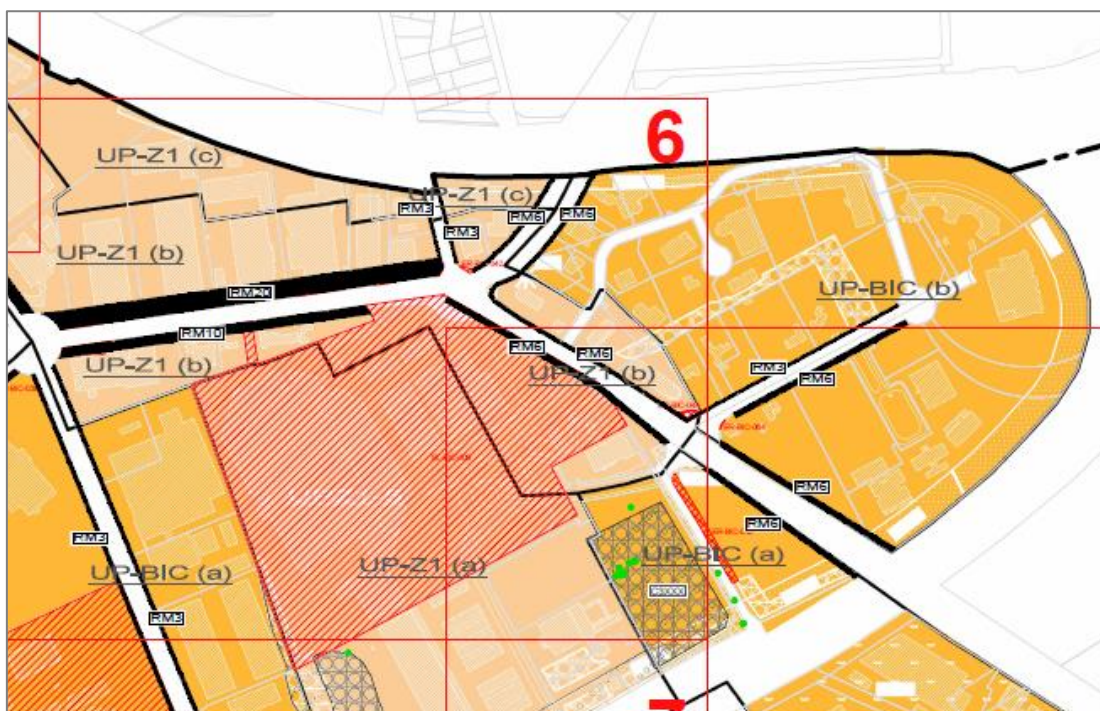 6
UP-Z1 (c)
UP-Z1 (c)
RM3
RM6
RM6
RM3
UP-Z1 (b)
UP-BIC (b)
RM20
RM10
RM6
RM6
UP-Z1 (b)
UP-Z1 (b)
RM3
RM6
RM6
RM6
RM3
UP-BIC (a)
UP-Z1 (a)
UP-BIC (a)
RM3
7